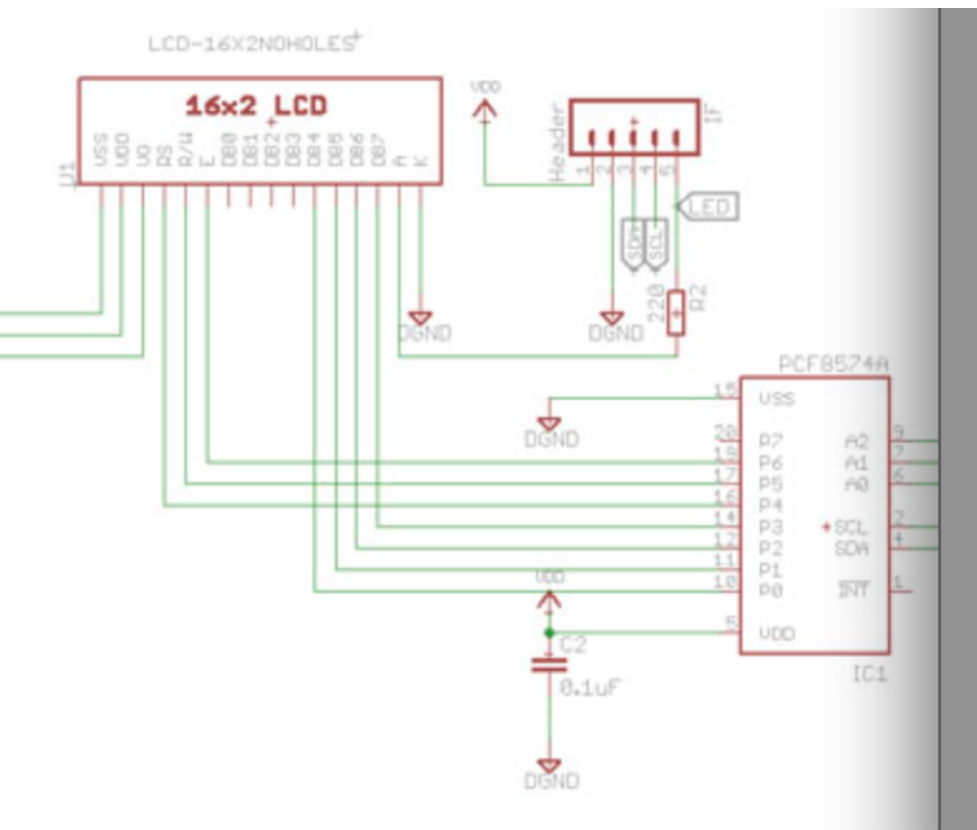 LCD-16X2NOHOLES
16x2 LCD
VSS
VDD
VO
RS
R/W
E
DB0
DB1
DB2
DB3
DB4
DB5
DB6
DB7
A
K
U1
VDD
Header
IF
1
2
3
4
5
LED
SDA
SCL
220
R2
DGND
DGND
PCF8574A
DGND
15 VSS
20 P7 A2 9
18 P6 A1 7
17 P5 A0 6
16 P4
14 P3 SCL 2
12 P2 SDA 4
11 P1
10 P0 INT 1
VDD
5 VDD
C2
0.1uF
IC1
DGND